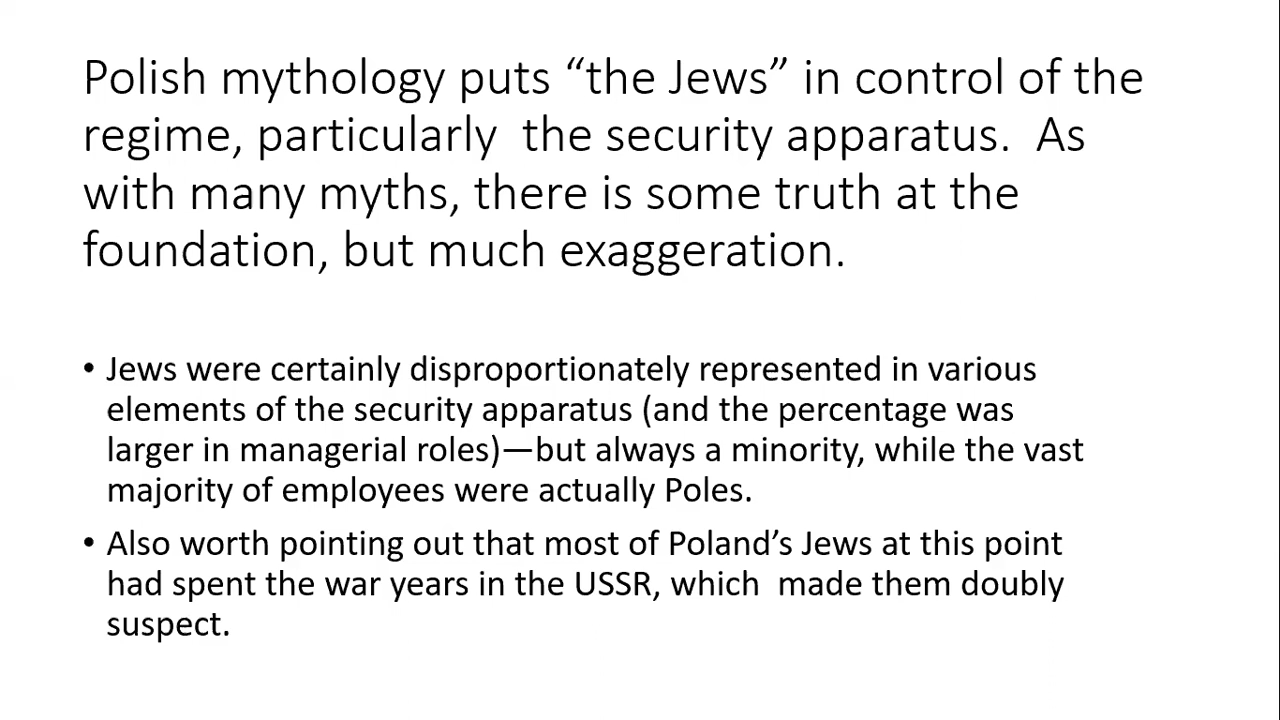 Polish mythology puts “the Jews” in control of the
regime, particularly  the security apparatus.  As
with many myths, there is some truth at the
foundation, but much exaggeration.
• Jews were certainly disproportionately represented in various
elements of the security apparatus (and the percentage was
larger in managerial roles)—but always a minority, while the vast
majority of employees were actually Poles.
• Also worth pointing out that most of Poland’s Jews at this point
had spent the war years in the USSR, which  made them doubly
suspect.